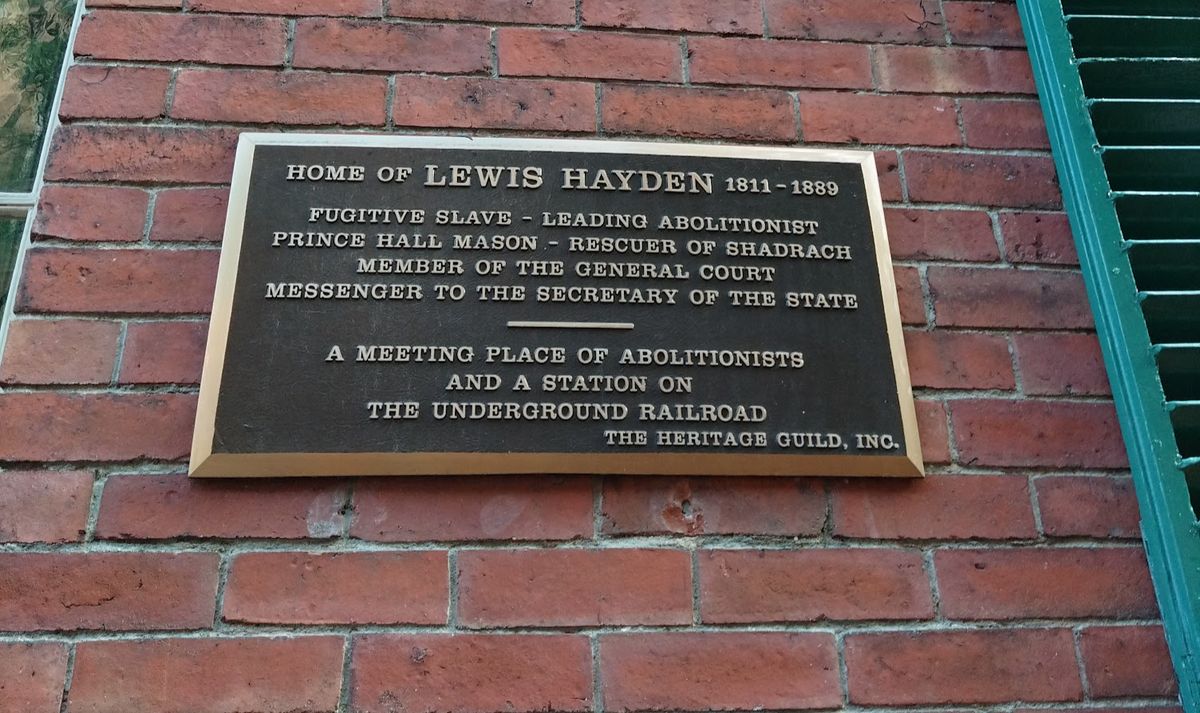 HOME OF LEWIS HAYDEN 1811-1889
FUGITIVE SLAVE - LEADING ABOLITIONIST
PRINCE HALL MASON - RESCUER OF SHADRACH
MEMBER OF THE GENERAL COURT
MESSENGER TO THE SECRETARY OF THE STATE
A MEETING PLACE OF ABOLITIONISTS
AND A STATION ON
THE UNDERGROUND RAILROAD
THE HERITAGE GUILD, INC.